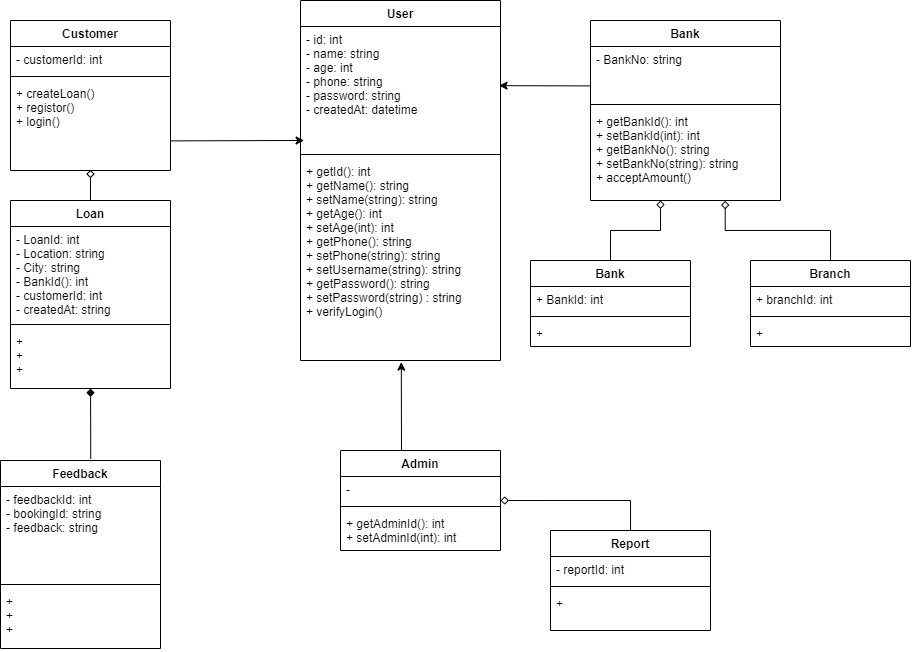 Customer
- customerId: int
+ createLoan()
+ registor()
+ login()
User
- id: int
- name: string
- age: int
- phone: string
- password: string
- createdAt: datetime
+ getId(): int
+ getName(): string
+ setName(string): string
+ getAge(): int
+ setAge(int): int
+ getPhone(): string
+ setPhone(string): string
+ setUsername(string): string
+ getPassword(): string
+ setPassword(string) : string
+ verifyLogin()
Bank
- BankNo: string
+ getBankId(): int
+ setBankId(int): int
+ getBankNo(): string
+ setBankNo(string): string
+ acceptAmount()
Loan
- LoanId: int
- Location: string
- City: string
- BankId(): int
- customerId: int
- createdAt: string
+
+
+
Bank
+ BankId: int
+
Branch
+ branchId: int
+
Feedback
- feedbackId: int
- bookingId: string
- feedback: string
+
+
+
Admin
-
+ getAdminId(): int
+ setAdminId(int): int
Report
- reportId: int
+